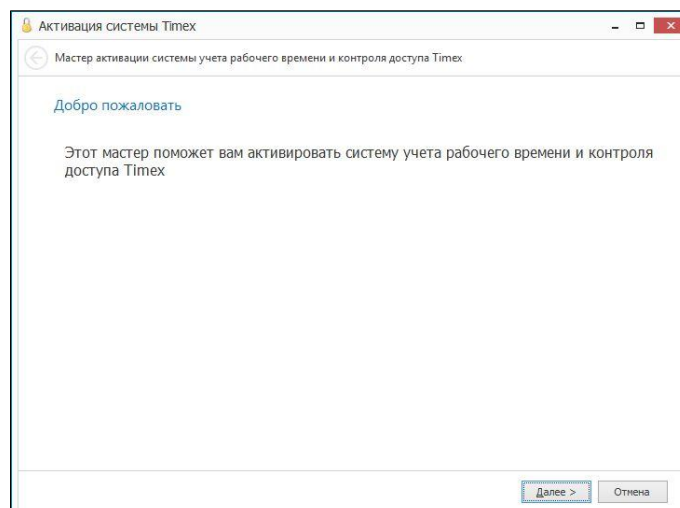 Активация системы Timex
Мастер активации системы учета рабочего времени и контроля доступа Timex
Добро пожаловать
Этот мастер поможет вам активировать систему учета рабочего времени и контроля
доступа Timex
Далее >
Отмена